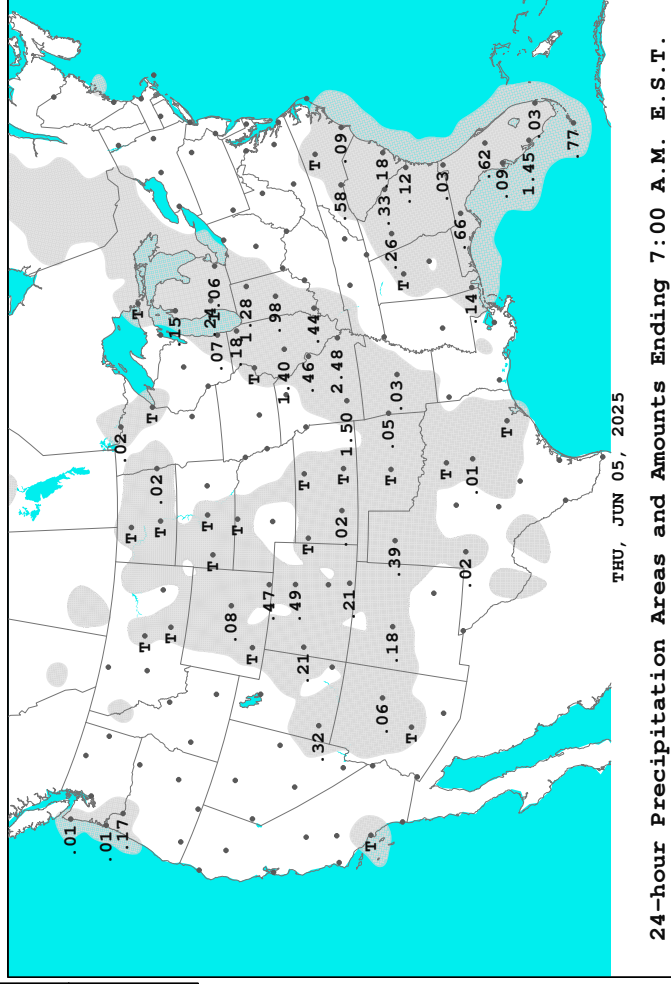 .01
.01
.17
.02
T
T
T
T
.02
T
T
.15
T
.24
T
1.06
.07
.08
.18
T
1.28
T
T
.47
.98
1.40
.49
.21
T
.46
T
.44
T
.32
2.48
.58
.09
.02
T
1.50
.21
T
.18
.06
.33
.05
T
.26
.18
.39
.03
T
.12
T
.03
T
.66
.02
.14
.01
.62
.09
T
1.45
.03
.77
THU, JUN 05, 2025
24-hour Precipitation Areas and Amounts Ending 7:00 A.M. E.S.T.